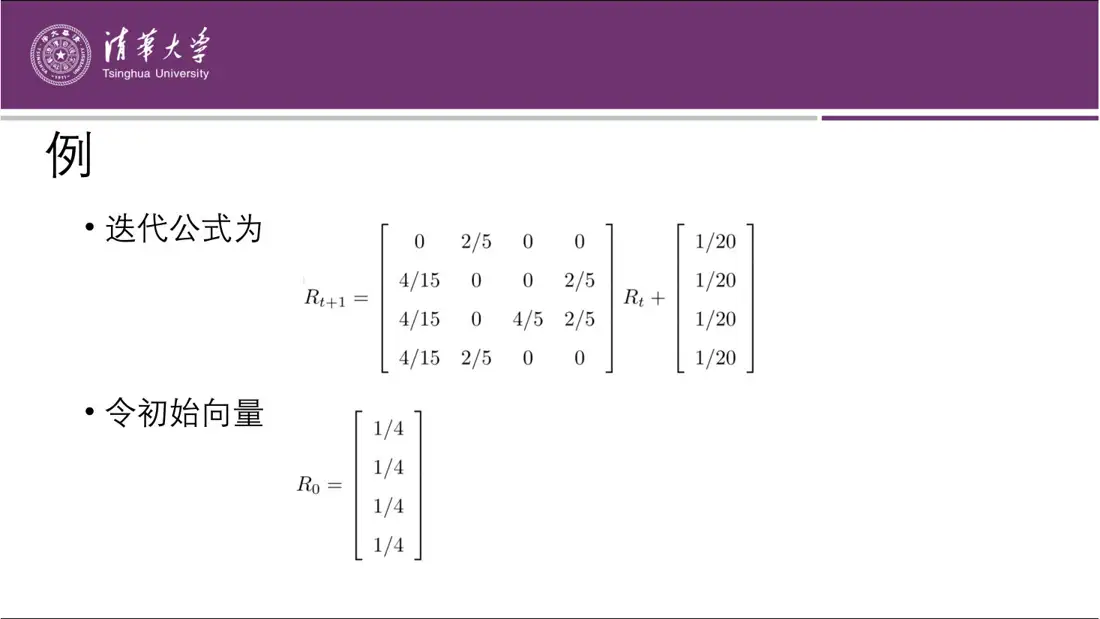 清华大学
Tsinghua University
例
• 迭代公式为
R_{t+1} = [ 0 2/5 0 0 ; 4/15 0 0 2/5 ; 4/15 0 4/5 2/5 ; 4/15 2/5 0 0 ] R_t + [ 1/20 ; 1/20 ; 1/20 ; 1/20 ]
• 令初始向量
R_0 = [ 1/4 ; 1/4 ; 1/4 ; 1/4 ]